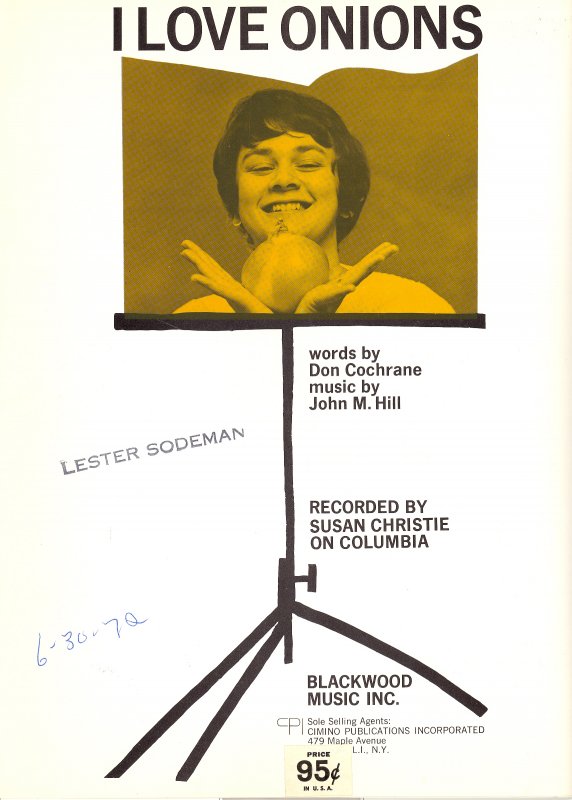 I LOVE ONIONS
words by
Don Cochrane
music by
John M. Hill
LESTER SODEMAN
RECORDED BY
SUSAN CHRISTIE
ON COLUMBIA
6-30-72
BLACKWOOD
MUSIC INC.
CPI Sole Selling Agents:
CIMINO PUBLICATIONS INCORPORATED
479 Maple Avenue
L.I., N.Y.
PRICE
95¢
IN U.S.A.